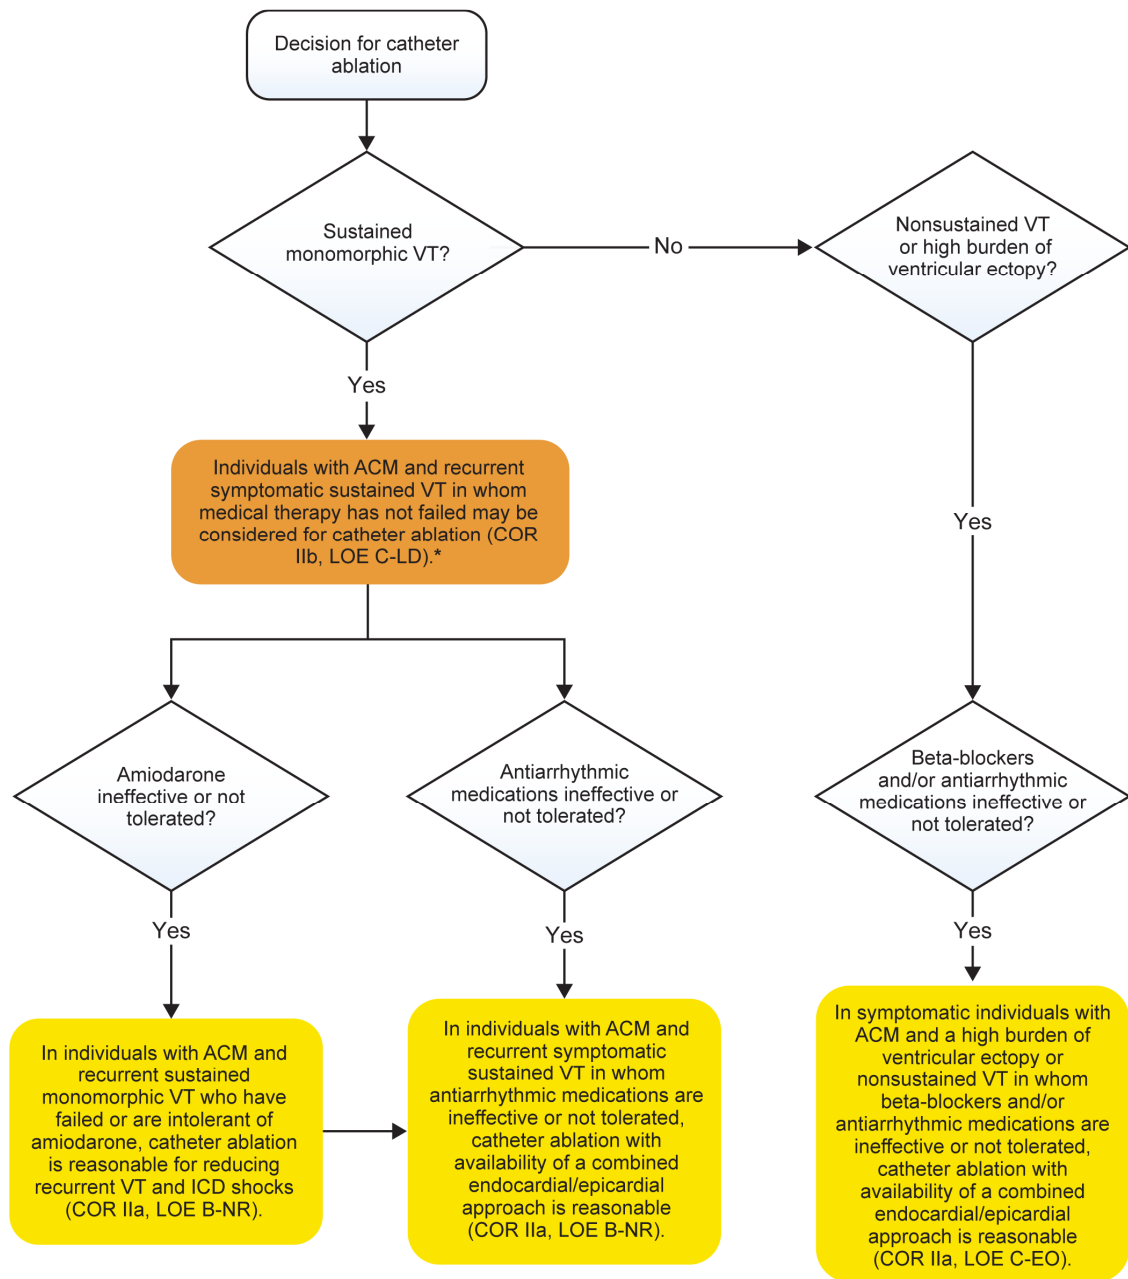 Decision for catheter
ablation
Sustained
monomorphic VT?
No
Nonsustained VT
or high burden of
ventricular ectopy?
Yes
Individuals with ACM and recurrent
symptomatic sustained VT in whom
medical therapy has not failed may be
considered for catheter ablation (COR
IIb, LOE C-LD).*
Yes
Amiodarone
ineffective or not
tolerated?
Antiarrhythmic
medications ineffective or
not tolerated?
Beta-blockers
and/or antiarrhythmic
medications ineffective or
not tolerated?
Yes
Yes
Yes
In individuals with ACM and
recurrent sustained
monomorphic VT who have
failed or are intolerant of
amiodarone, catheter ablation
is reasonable for reducing
recurrent VT and ICD shocks
(COR IIa, LOE B-NR).
In individuals with ACM and
recurrent symptomatic
sustained VT in whom
antiarrhythmic medications are
ineffective or not tolerated,
catheter ablation with
availability of a combined
endocardial/epicardial
approach is reasonable
(COR IIa, LOE B-NR).
In symptomatic individuals with
ACM and a high burden of
ventricular ectopy or
nonsustained VT in whom
beta-blockers and/or
antiarrhythmic medications are
ineffective or not tolerated,
catheter ablation with
availability of a combined
endocardial/epicardial
approach is reasonable
(COR IIa, LOE C-EO).